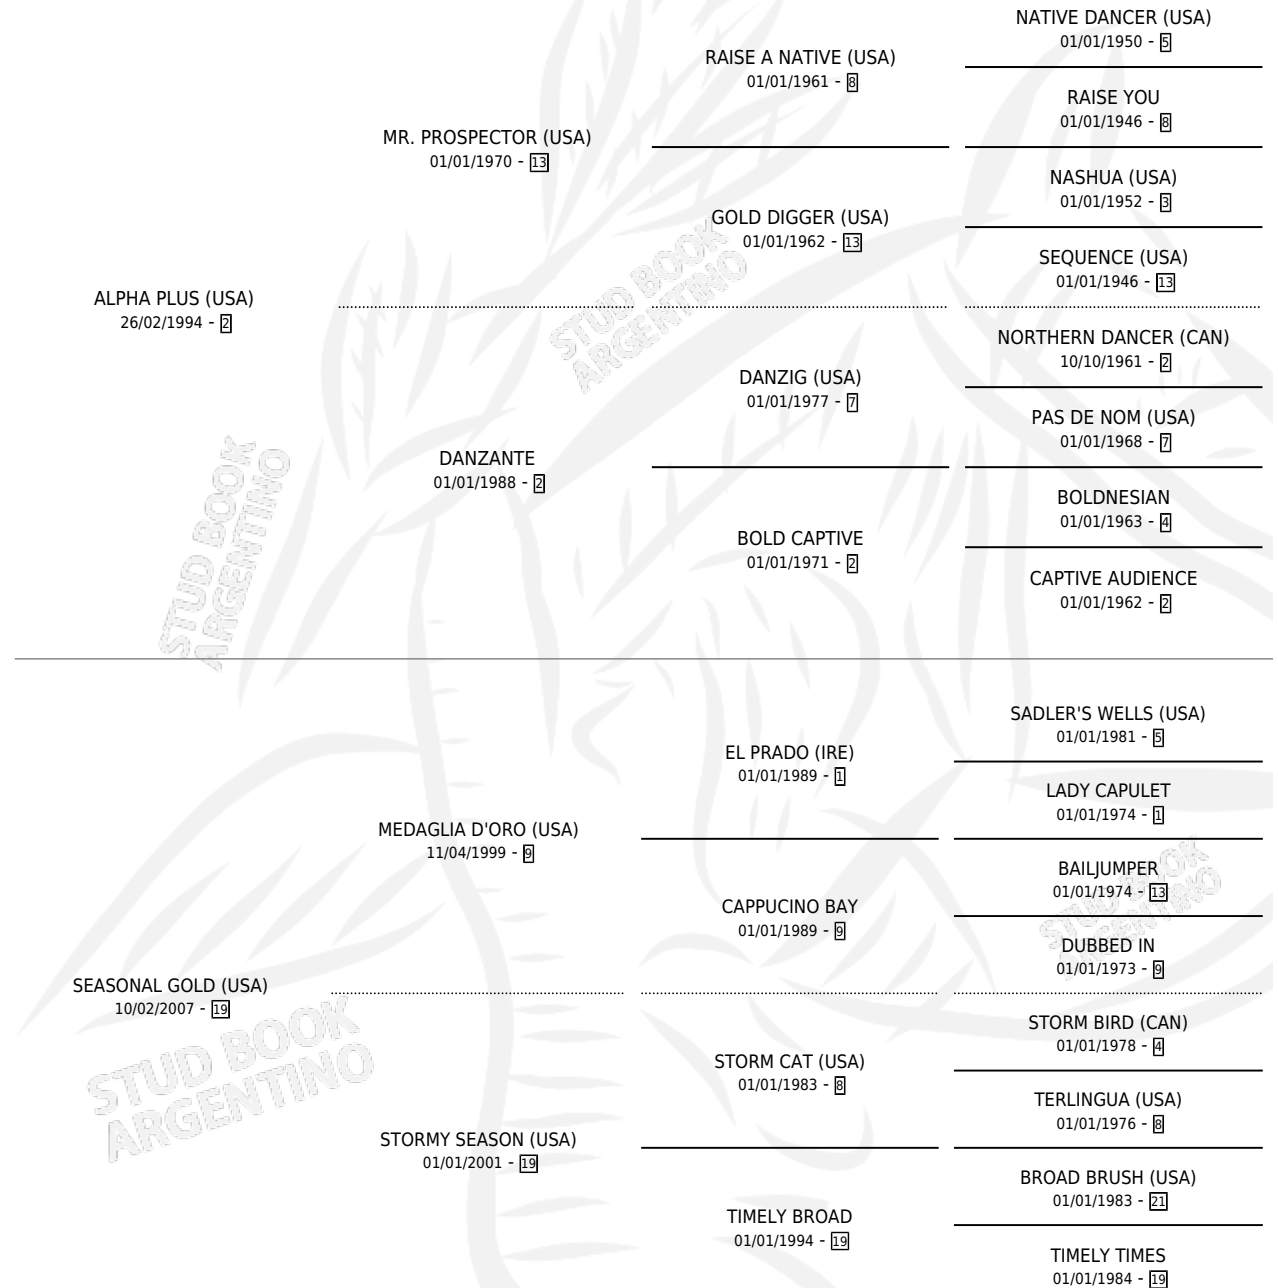 NATIVE DANCER (USA)
01/01/1950 - 5
RAISE A NATIVE (USA)
01/01/1961 - 8
RAISE YOU
01/01/1946 - 8
MR. PROSPECTOR (USA)
01/01/1970 - 13
NASHUA (USA)
01/01/1952 - 3
GOLD DIGGER (USA)
01/01/1962 - 13
SEQUENCE (USA)
01/01/1946 - 13
ALPHA PLUS (USA)
26/02/1994 - 2
NORTHERN DANCER (CAN)
10/10/1961 - 2
DANZIG (USA)
01/01/1977 - 7
PAS DE NOM (USA)
01/01/1968 - 7
DANZANTE
01/01/1988 - 2
BOLDNESIAN
01/01/1963 - 4
BOLD CAPTIVE
01/01/1971 - 2
CAPTIVE AUDIENCE
01/01/1962 - 2
STUD BOOK
ARGENTINO
STUD BOOK
ARGENTINO
SADLER'S WELLS (USA)
01/01/1981 - 5
EL PRADO (IRE)
01/01/1989 - 1
LADY CAPULET
01/01/1974 - 1
MEDAGLIA D'ORO (USA)
11/04/1999 - 9
BAILJUMPER
01/01/1974 - 13
CAPPUCINO BAY
01/01/1989 - 9
DUBBED IN
01/01/1973 - 9
STUD BOOK
ARGENTINO
SEASONAL GOLD (USA)
10/02/2007 - 19
STORM BIRD (CAN)
01/01/1978 - 4
STORM CAT (USA)
01/01/1983 - 8
TERLINGUA (USA)
01/01/1976 - 8
STUD BOOK
ARGENTINO
STORMY SEASON (USA)
01/01/2001 - 19
BROAD BRUSH (USA)
01/01/1983 - 21
TIMELY BROAD
01/01/1994 - 19
TIMELY TIMES
01/01/1984 - 19